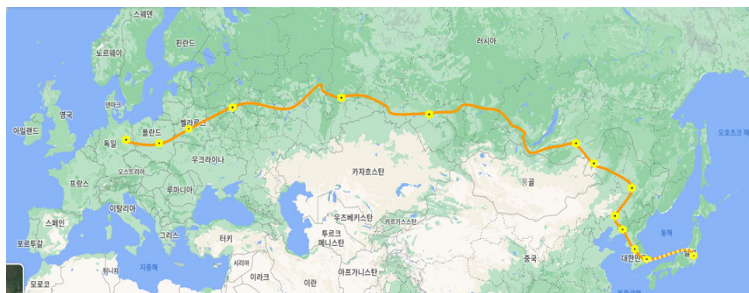 스웨덴
핀란드
노르웨이
러시아
덴마크
영국
아일랜드
벨라루스
폴란드
독일
오호츠크 해
우크라이나
오스트리아
프랑스
카자흐스탄
몽골
루마니아
이탈리아
스페인
우즈베키스탄
키르기스스탄
포르투갈
그리스
터키
투르크
메니스탄
동해
대한민
중국
시리아
지중해
튀니지
이라크
이란
아프가니스탄
모로코